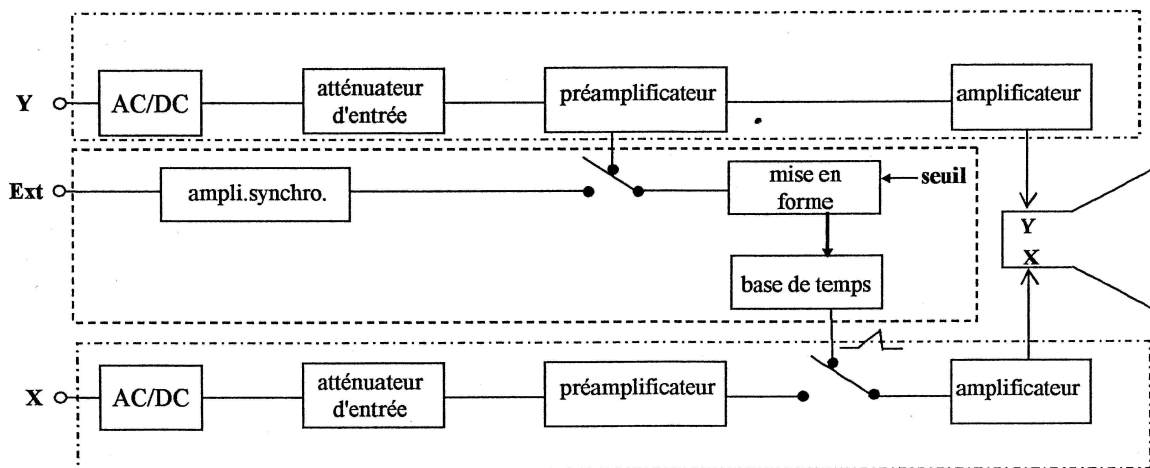 Y
AC/DC
atténuateur
d'entrée
préamplificateur
amplificateur
Ext
ampli.synchro.
mise en
forme
seuil
Y
X
base de temps
X
AC/DC
atténuateur
d'entrée
préamplificateur
amplificateur